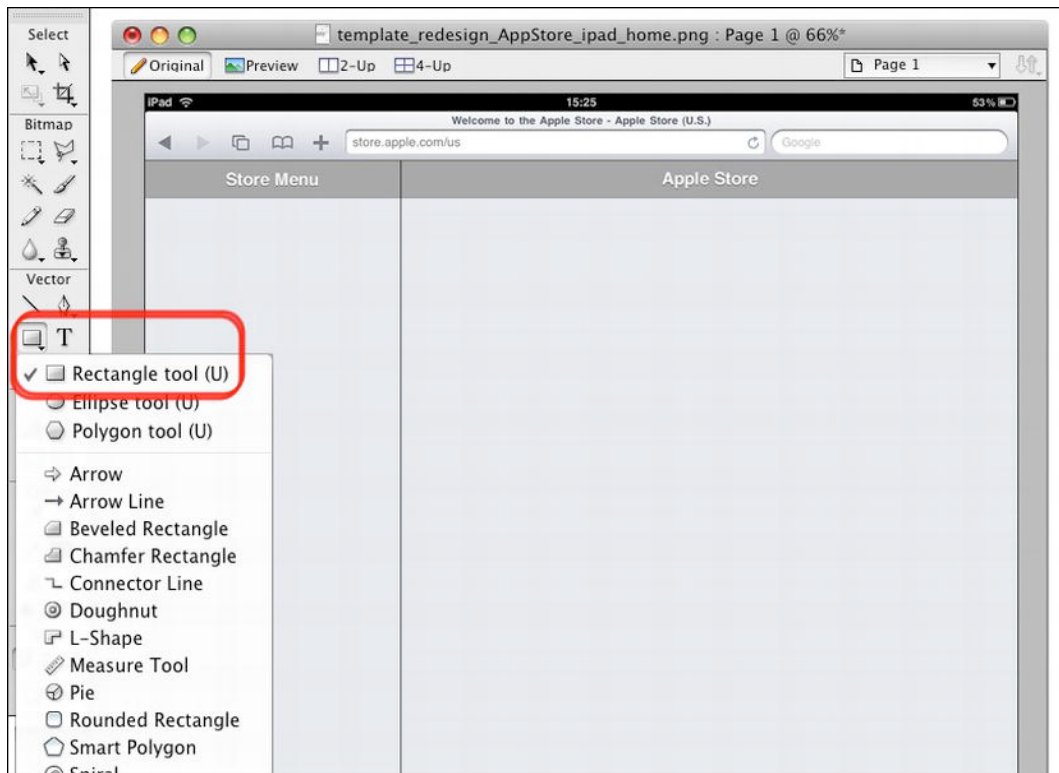 Select
template_redesign_AppStore_ipad_home.png : Page 1 @ 66%*
Original Preview 2-Up 4-Up Page 1
iPad 15:25 53%
Bitmap
Welcome to the Apple Store - Apple Store (U.S.)
store.apple.com/us Google
Store Menu Apple Store
Vector
T
Rectangle tool (U)
Ellipse tool (U)
Polygon tool (U)
Arrow
Arrow Line
Beveled Rectangle
Chamfer Rectangle
Connector Line
Doughnut
L-Shape
Measure Tool
Pie
Rounded Rectangle
Smart Polygon
Spiral